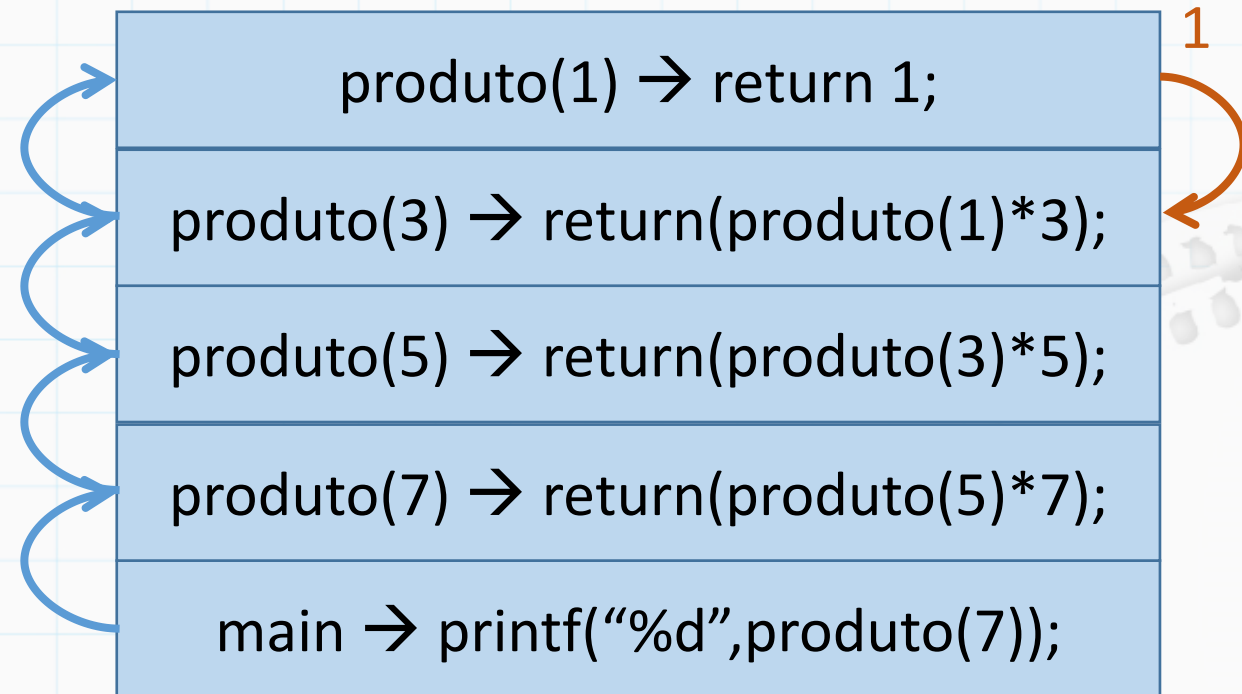 1
produto(1) → return 1;
produto(3) → return(produto(1)*3);
produto(5) → return(produto(3)*5);
produto(7) → return(produto(5)*7);
main → printf(“%d”,produto(7));